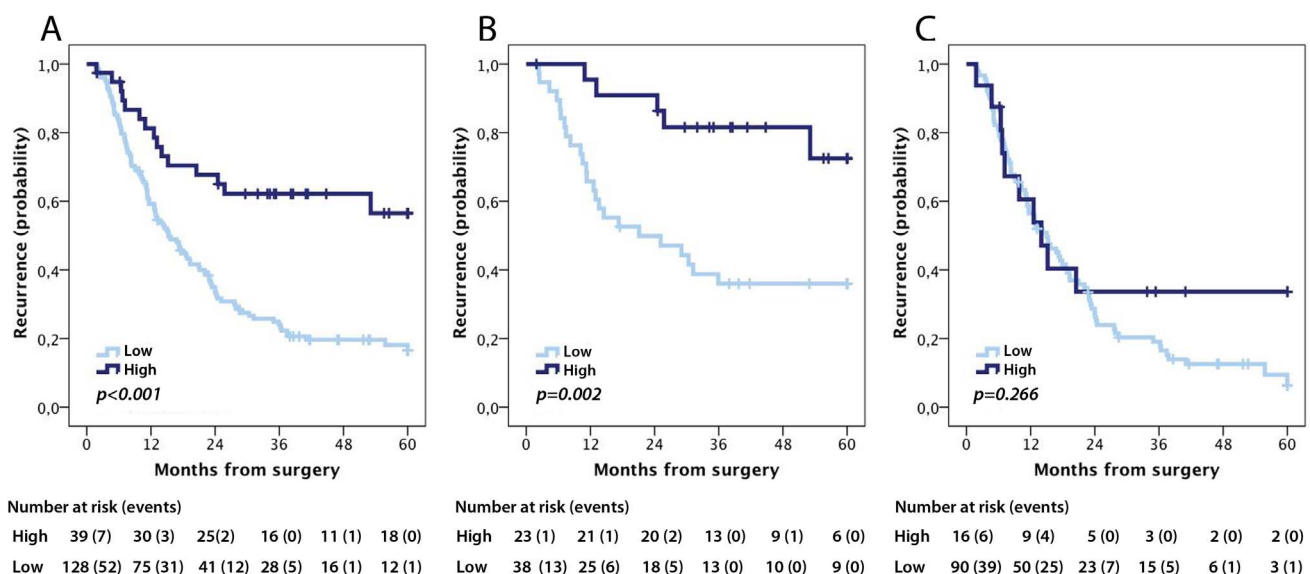 A
B
C
1,0
0,8
0,6
0,4
0,2
0,0
Recurrence (probability)
Low
High
p<0.001
0 12 24 36 48 60
Months from surgery
1,0
0,8
0,6
0,4
0,2
0,0
Recurrence (probability)
Low
High
p=0.002
0 12 24 36 48 60
Months from surgery
1,0
0,8
0,6
0,4
0,2
0,0
Recurrence (probability)
Low
High
p=0.266
0 12 24 36 48 60
Months from surgery
Number at risk (events)
High 39 (7) 30 (3) 25(2) 16 (0) 11 (1) 18 (0)
Low 128 (52) 75 (31) 41 (12) 28 (5) 16 (1) 12 (1)
Number at risk (events)
High 23 (1) 21 (1) 20 (2) 13 (0) 9 (1) 6 (0)
Low 38 (13) 25 (6) 18 (5) 13 (0) 10 (0) 9 (0)
Number at risk (events)
High 16 (6) 9 (4) 5 (0) 3 (0) 2 (0) 2 (0)
Low 90 (39) 50 (25) 23 (7) 15 (5) 6 (1) 3 (1)